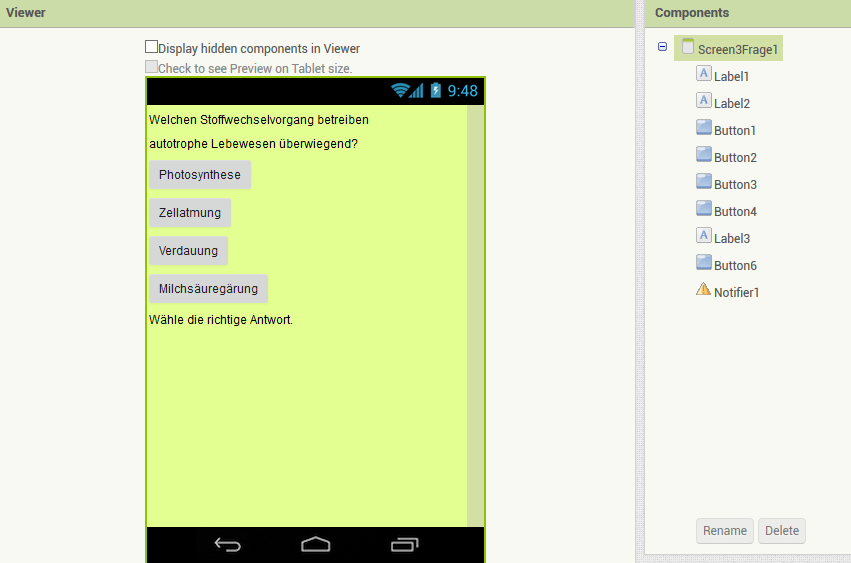 Viewer
Display hidden components in Viewer
Check to see Preview on Tablet size.
9:48
Welchen Stoffwechselvorgang betreiben
autotrophe Lebewesen überwiegend?
Photosynthese
Zellatmung
Verdauung
Milchsäuregärung
Wähle die richtige Antwort.
Components
Screen3Frage1
A Label1
A Label2
Button1
Button2
Button3
Button4
A Label3
Button6
Notifier1
Rename Delete